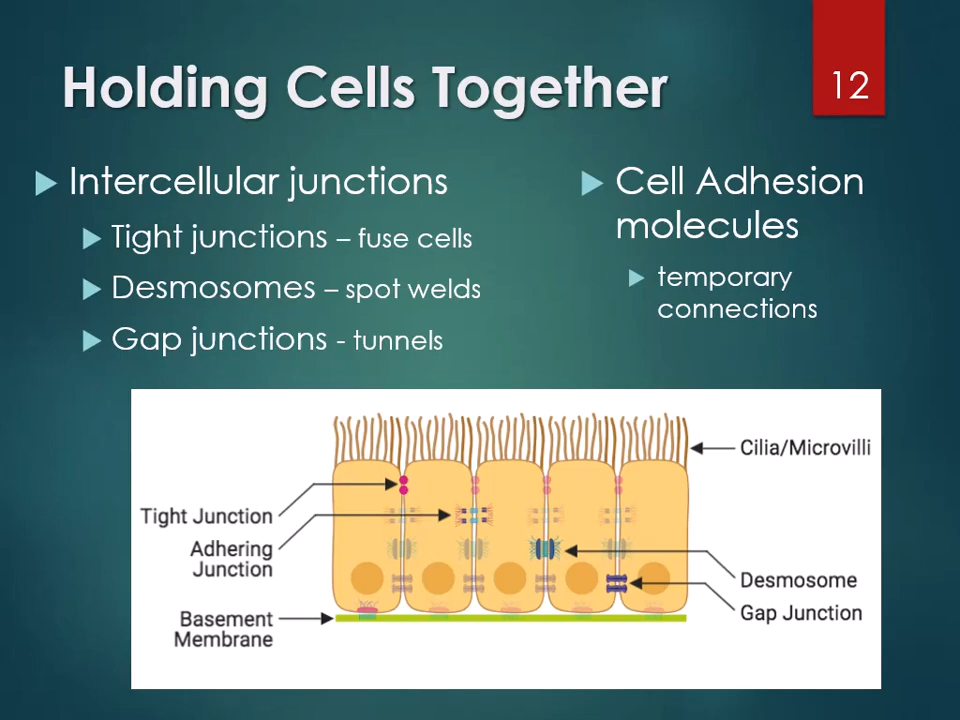 Holding Cells Together
12
Intercellular junctions
Tight junctions – fuse cells
Desmosomes – spot welds
Gap junctions - tunnels
Cell Adhesion
molecules
temporary
connections
Cilia/Microvilli
Tight Junction
Adhering
Junction
Desmosome
Gap Junction
Basement
Membrane